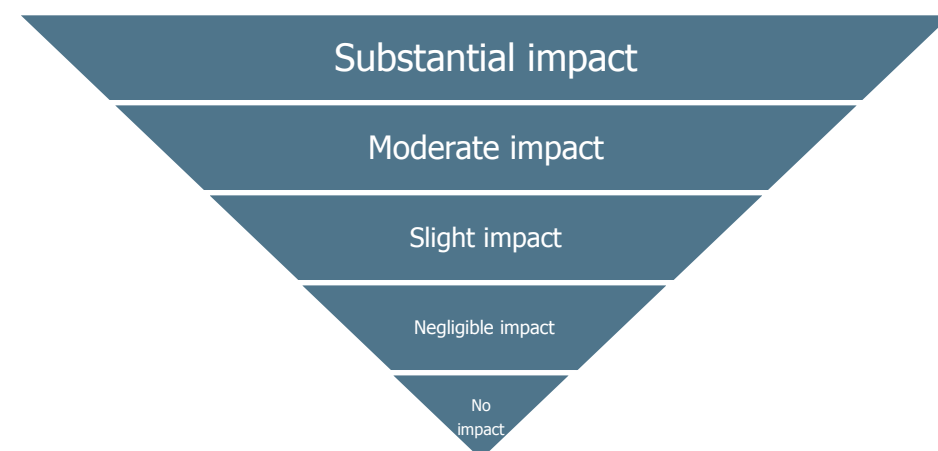 Substantial impact
Moderate impact
Slight impact
Negligible impact
No
impact